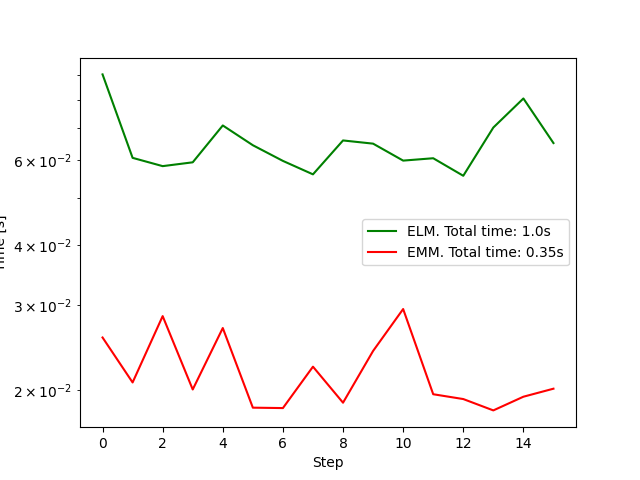 6 × 10⁻²
4 × 10⁻²
3 × 10⁻²
2 × 10⁻²
ELM. Total time: 1.0s
EMM. Total time: 0.35s
0 2 4 6 8 10 12 14
Step